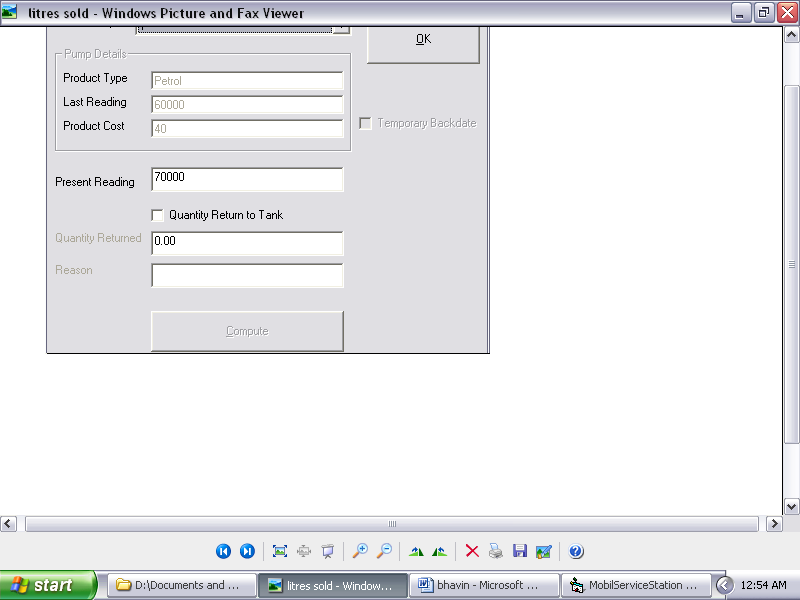 litres sold - Windows Picture and Fax Viewer
OK
Pump Details
Product Type Petrol
Last Reading 60000
Product Cost 40
Temporary Backdate
Present Reading 70000
Quantity Return to Tank
Quantity Returned 0.00
Reason
Compute
start D:\Documents and ... litres sold - Window... bhavin - Microsoft ... MobilServiceStation ... 12:54 AM